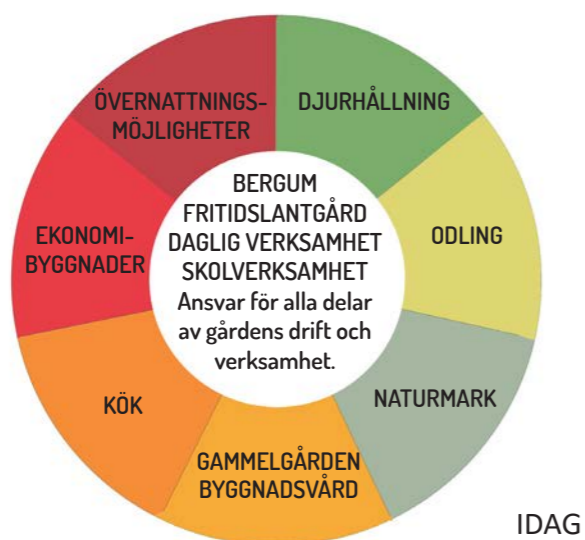 ÖVERNATTNINGS-
MÖJLIGHETER
DJURHÅLLNING
EKONOMI-
BYGGNADER
BERGUM
FRITIDSLANTGÅRD
DAGLIG VERKSAMHET
SKOLVERKSAMHET
Ansvar för alla delar
av gårdens drift och
verksamhet.
ODLING
KÖK
NATURMARK
GAMMELGÅRDEN
BYGGNADSVÅRD
IDAG